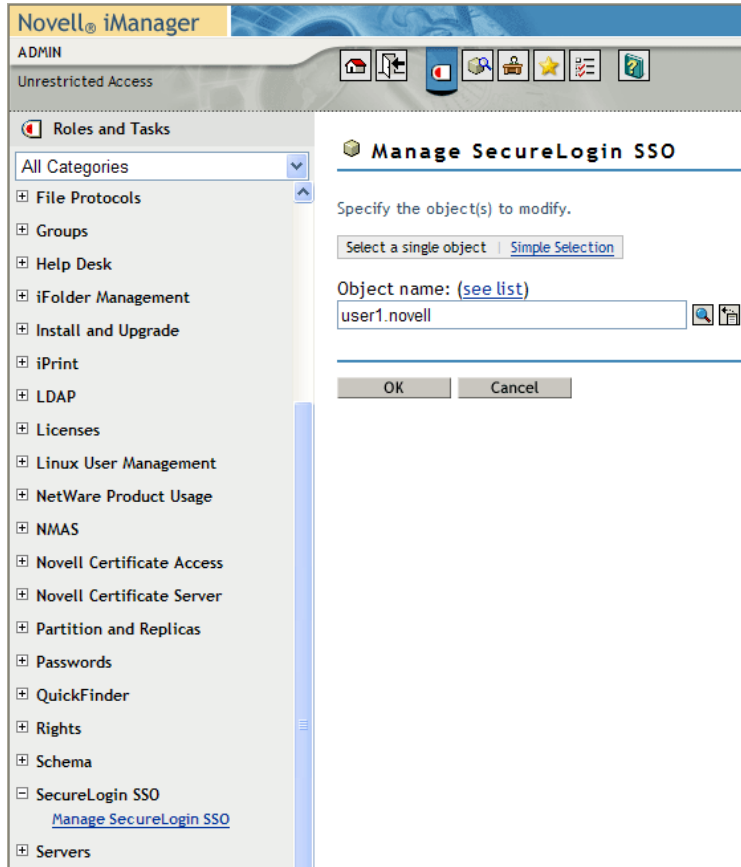 Novell® iManager
ADMIN
Unrestricted Access
Roles and Tasks
All Categories
File Protocols
Groups
Help Desk
iFolder Management
Install and Upgrade
iPrint
LDAP
Licenses
Linux User Management
NetWare Product Usage
NMAS
Novell Certificate Access
Novell Certificate Server
Partition and Replicas
Passwords
QuickFinder
Rights
Schema
SecureLogin SSO
Manage SecureLogin SSO
Servers
Manage SecureLogin SSO
Specify the object(s) to modify.
Select a single object | Simple Selection
Object name: (see list)
user1.novell
OK Cancel